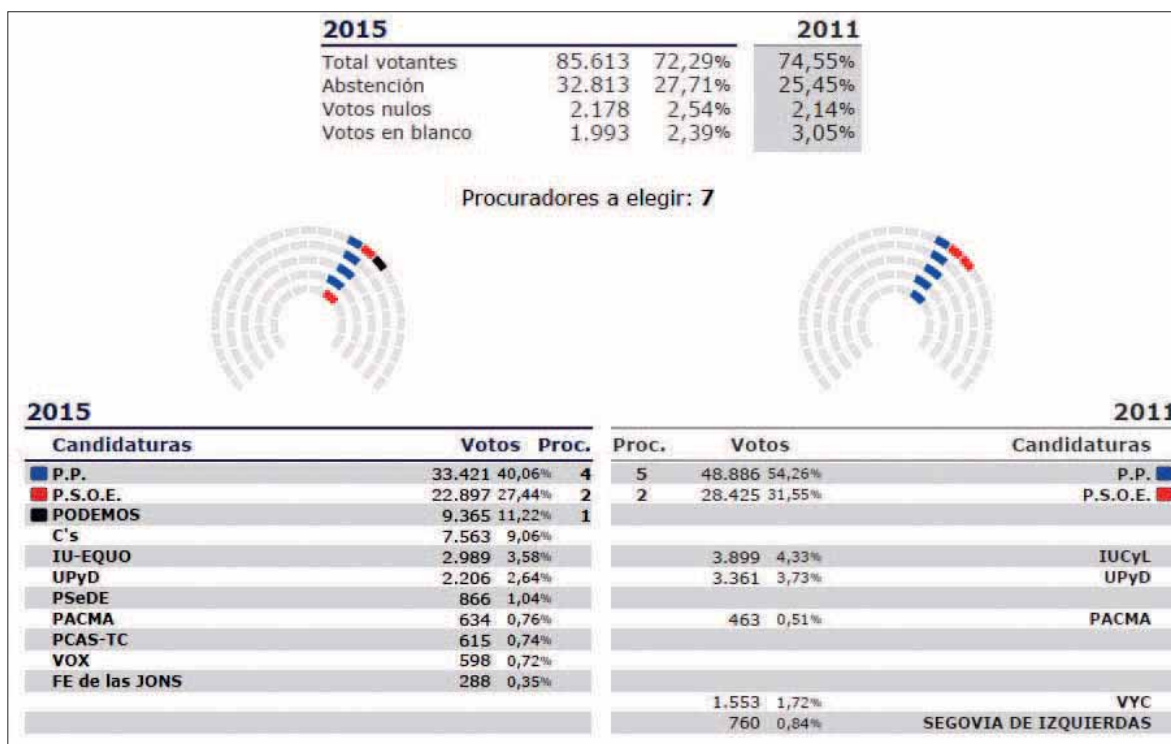 2015 2011
Total votantes 85.613 72,29% 74,55%
Abstención 32.813 27,71% 25,45%
Votos nulos 2.178 2,54% 2,14%
Votos en blanco 1.993 2,39% 3,05%
Procuradores a elegir: 7
2015 2011
Candidaturas Votos Proc. Proc. Votos Candidaturas
P.P. 33.421 40,06% 4 5 48.886 54,26% P.P.
P.S.O.E. 22.897 27,44% 2 2 28.425 31,55% P.S.O.E.
PODEMOS 9.365 11,22% 1
C's 7.563 9,06%
IU-EQUO 2.989 3,58% 3.899 4,33% IUCyL
UPyD 2.206 2,64% 3.361 3,73% UPyD
PSeDE 866 1,04%
PACMA 634 0,76% 463 0,51% PACMA
PCAS-TC 615 0,74%
VOX 598 0,72%
FE de las JONS 288 0,35%
1.553 1,72% VYC
760 0,84% SEGOVIA DE IZQUIERDAS